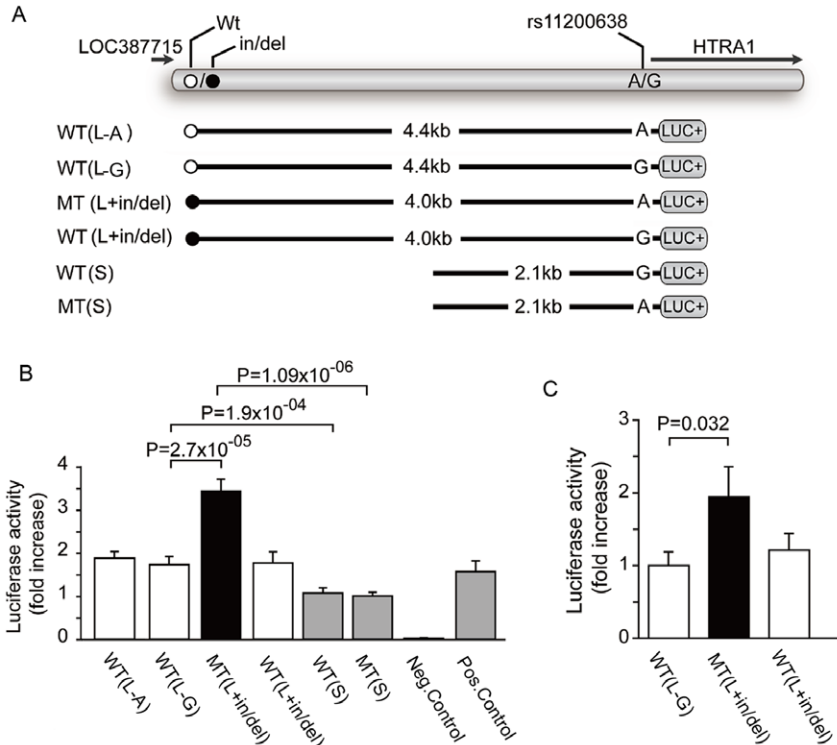 A
Wt
in/del
rs11200638
LOC387715
HTRA1
/
A/G
WT(L-A) 4.4kb A LUC+
WT(L-G) 4.4kb G LUC+
MT (L+in/del) 4.0kb A LUC+
WT (L+in/del) 4.0kb G LUC+
WT(S) 2.1kb G LUC+
MT(S) 2.1kb A LUC+
B
P=1.09x10^-06
P=1.9x10^-04
P=2.7x10^-05
Luciferase activity
(fold increase)
4
3
2
1
0
WT(L-A)
WT(L-G)
MT(L+in/del)
WT(L+in/del)
WT(S)
MT(S)
Neg.Control
Pos.Control
C
P=0.032
Luciferase activity
(fold increase)
3
2
1
0
WT(L-G)
MT(L+in/del)
WT(L+in/del)